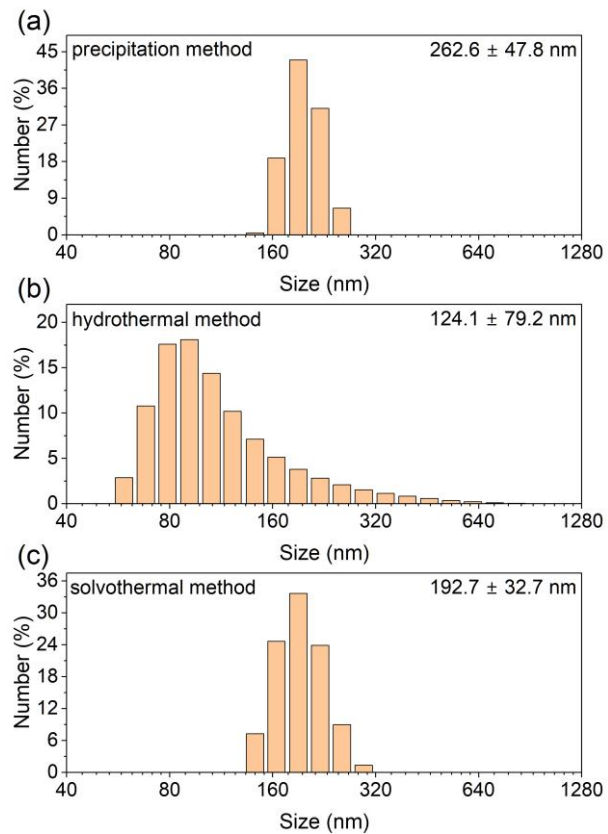 (a)
precipitation method 262.6 ± 47.8 nm
Number (%)
45
36
27
18
9
0
40 80 160 320 640 1280
Size (nm)
(b)
hydrothermal method 124.1 ± 79.2 nm
Number (%)
20
15
10
5
0
40 80 160 320 640 1280
Size (nm)
(c)
solvothermal method 192.7 ± 32.7 nm
Number (%)
36
30
24
18
12
6
0
40 80 160 320 640 1280
Size (nm)